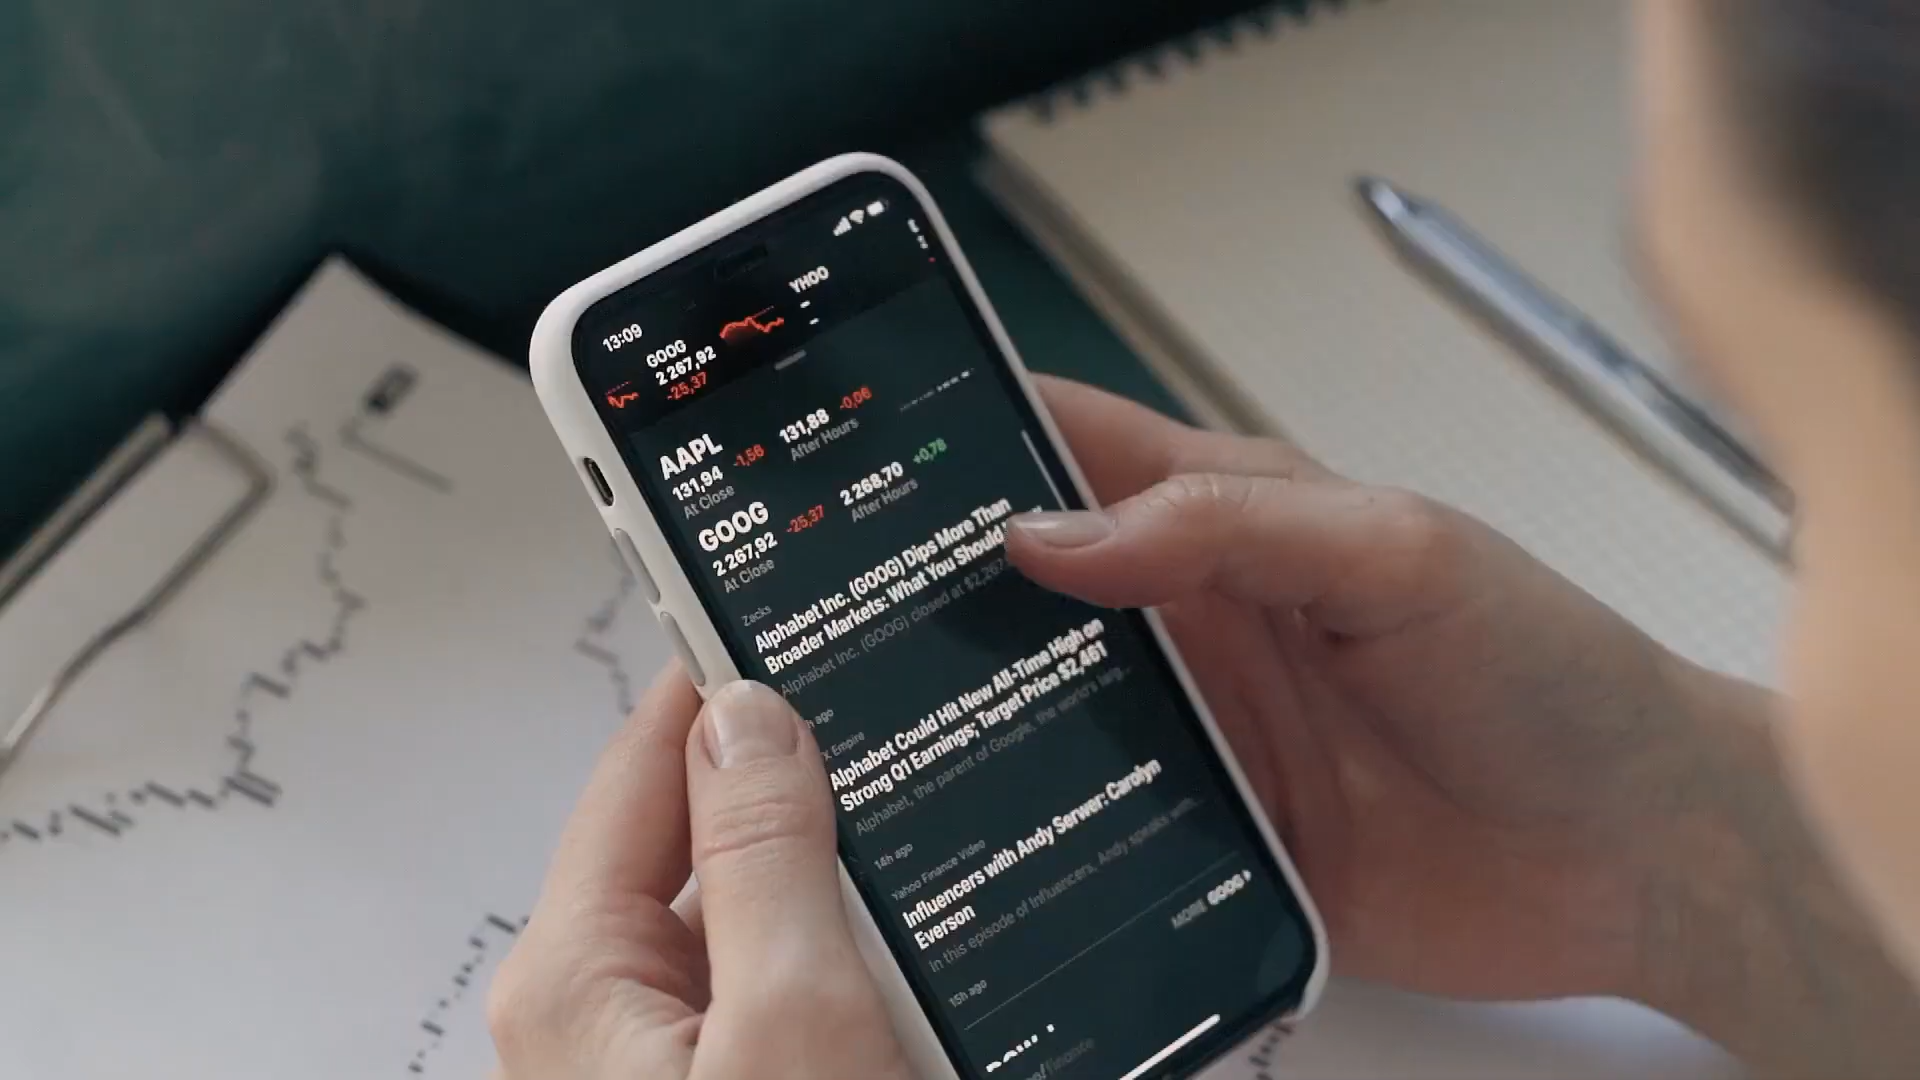 13:09
YHOO
GOOG
2 267,92
-25,37
AAPL
131,94 -1,56
At Close
131,88 -0,06
After Hours
GOOG
2 267,92 -25,37
At Close
2 268,70 +0,78
After Hours
Zacks
Alphabet Inc. (GOOG) Dips More Than
Broader Markets: What You Should
Alphabet Inc. (GOOG) closed at
h ago
X Empire
Alphabet Could Hit New All-Time High on
Strong Q1 Earnings; Target Price $2,461
Alphabet, the parent of Google, the world's larg...
14h ago
Yahoo Finance Video
Influencers with Andy Serwer: Carolyn
Everson
In this episode of Influencers, Andy speaks with...
15h ago
MORE GOOG
/finance